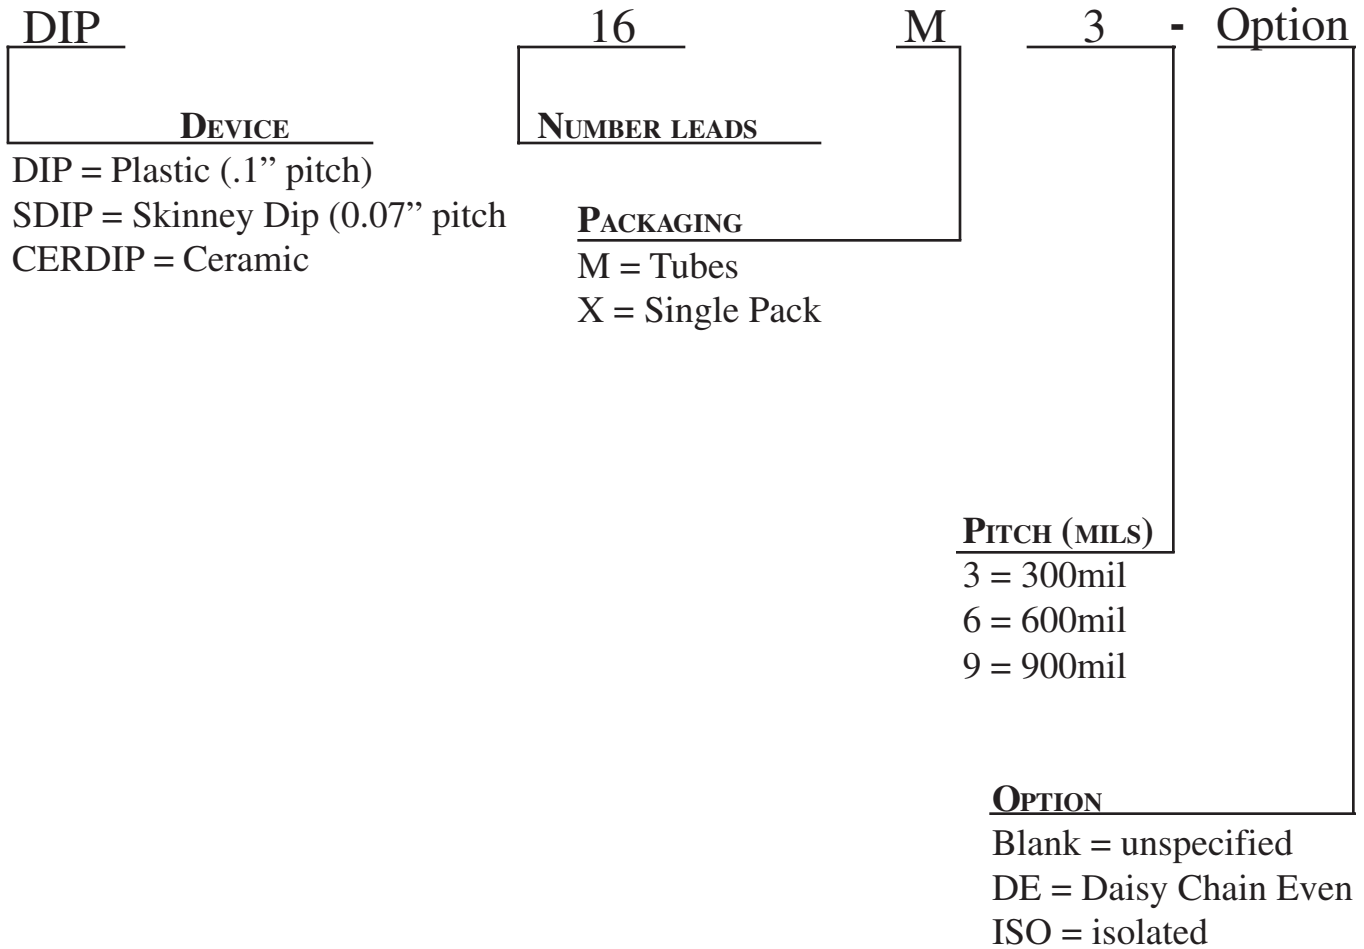 DIP 16 M 3 - Option
DEVICE
DIP = Plastic (.1” pitch)
SDIP = Skinney Dip (0.07” pitch
CERDIP = Ceramic
NUMBER LEADS
PACKAGING
M = Tubes
X = Single Pack
PITCH (MILS)
3 = 300mil
6 = 600mil
9 = 900mil
OPTION
Blank = unspecified
DE = Daisy Chain Even
ISO = isolated